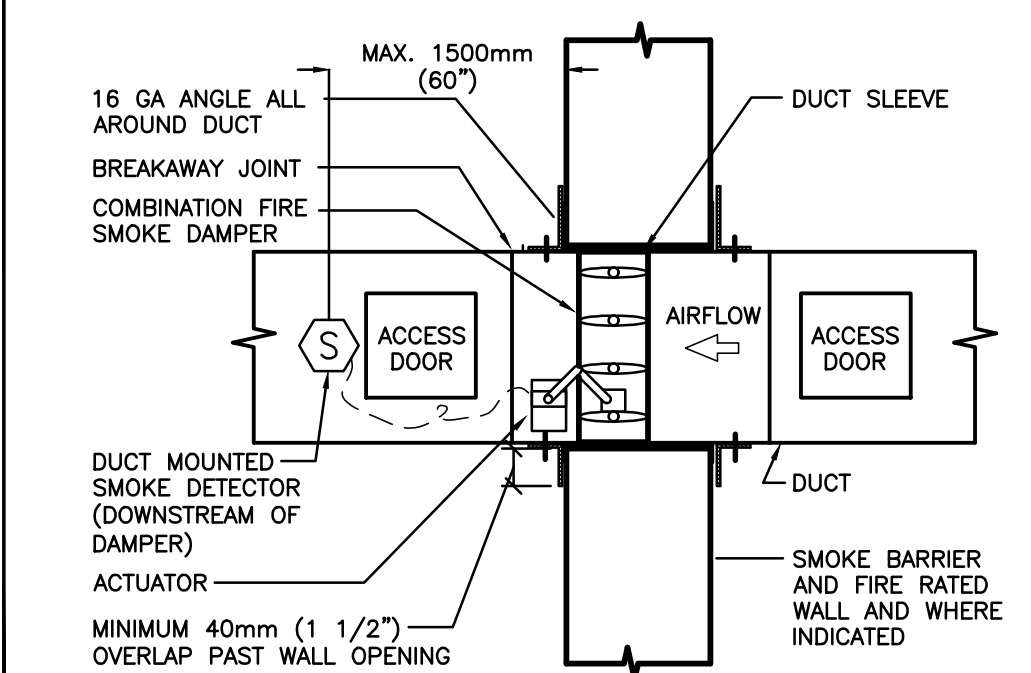 MAX. 1500mm
(60")
16 GA ANGLE ALL
AROUND DUCT
BREAKAWAY JOINT
COMBINATION FIRE
SMOKE DAMPER
DUCT SLEEVE
AIRFLOW
S
ACCESS
DOOR
ACCESS
DOOR
DUCT MOUNTED
SMOKE DETECTOR
(DOWNSTREAM OF
DAMPER)
ACTUATOR
MINIMUM 40mm (1 1/2")
OVERLAP PAST WALL OPENING
DUCT
SMOKE BARRIER
AND FIRE RATED
WALL AND WHERE
INDICATED